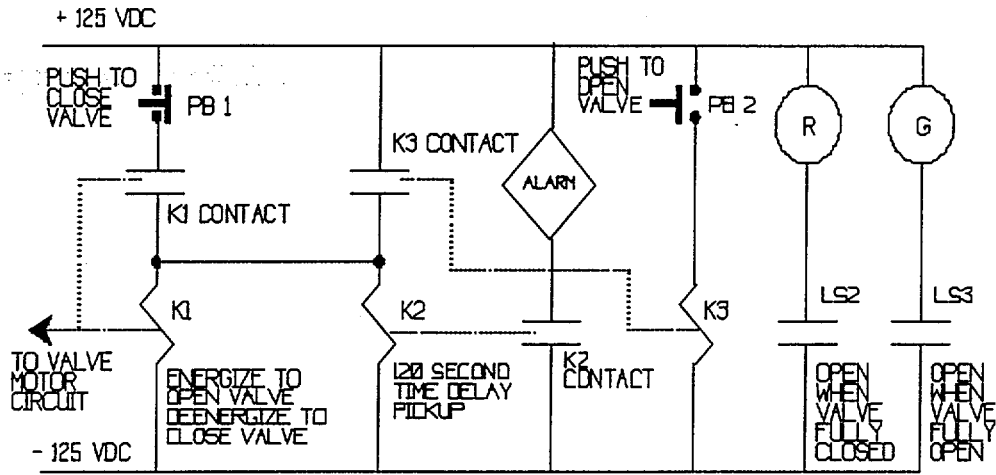 + 125 VDC
PUSH TO
CLOSE
VALVE
PB 1
K1 CONTACT
K3 CONTACT
ALARM
PUSH TO
OPEN
VALVE
PB 2
R
G
K1
TO VALVE
MOTOR
CIRCUIT
ENERGIZE TO
OPEN VALVE
DEENERGIZE TO
CLOSE VALVE
K2
120 SECOND
TIME DELAY
PICKUP
K2
CONTACT
K3
LS2
OPEN
WHEN
VALVE
FULLY
CLOSED
LS3
OPEN
WHEN
VALVE
FULLY
OPEN
- 125 VDC